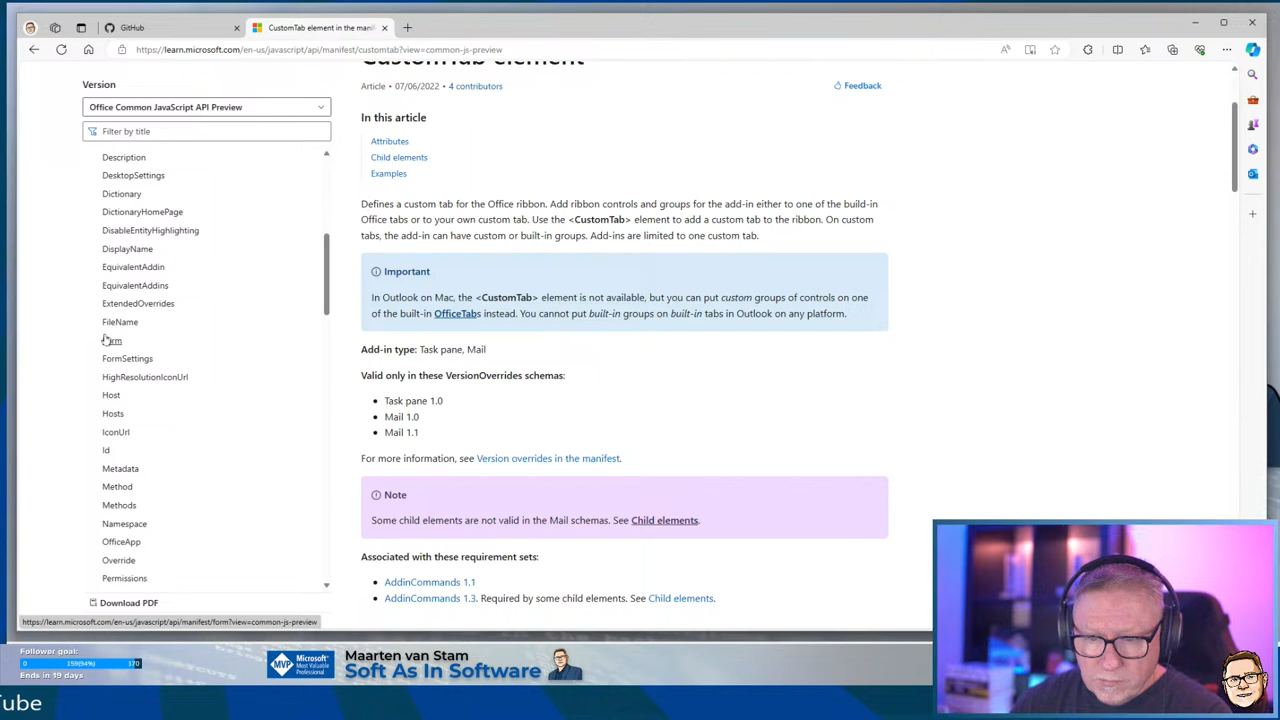 GitHub
CustomTab element in the mani
https://learn.microsoft.com/en-us/javascript/api/manifest/customtab?view=common-js-preview
Version
Office Common JavaScript API Preview
Filter by title
Description
DesktopSettings
Dictionary
DictionaryHomePage
DisableEntityHighlighting
DisplayName
EquivalentAddin
EquivalentAddins
ExtendedOverrides
FileName
FormSettings
HighResolutionIconUrl
Host
Hosts
IconUrl
Id
Metadata
Method
Methods
Namespace
OfficeApp
Override
Permissions
Download PDF
https://learn.microsoft.com/en-us/javascript/api/manifest/form?view=common-js-preview
CustomTab element
Article • 07/06/2022 • 4 contributors
Feedback
In this article
Attributes
Child elements
Examples
Defines a custom tab for the Office ribbon. Add ribbon controls and groups for the add-in either to one of the build-in
Office tabs or to your own custom tab. Use the <CustomTab> element to add a custom tab to the ribbon. On custom
tabs, the add-in can have custom or built-in groups. Add-ins are limited to one custom tab.
Important
In Outlook on Mac, the <CustomTab> element is not available, but you can put custom groups of controls on one
of the built-in OfficeTabs instead. You cannot put built-in groups on built-in tabs in Outlook on any platform.
Add-in type: Task pane, Mail
Valid only in these VersionOverrides schemas:
• Task pane 1.0
• Mail 1.0
• Mail 1.1
For more information, see Version overrides in the manifest.
Note
Some child elements are not valid in the Mail schemas. See Child elements.
Associated with these requirement sets:
• AddinCommands 1.1
• AddinCommands 1.3. Required by some child elements. See Child elements.
Follower goal:
0 159(94%) 170
Ends in 19 days
MVP Microsoft Most Valuable Professional
Maarten van Stam
Soft As In Software
Tube